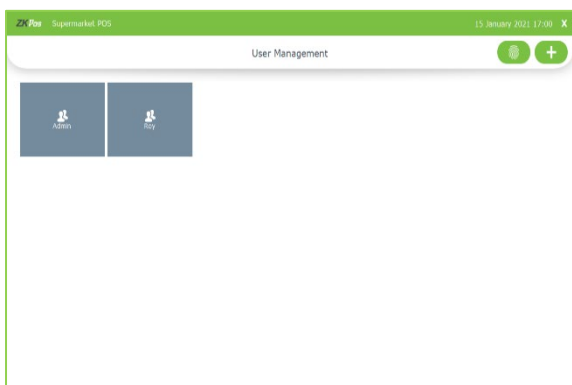 ZKPos Supermarket POS 15 January 2021 17:00 X
User Management
Admin Roy